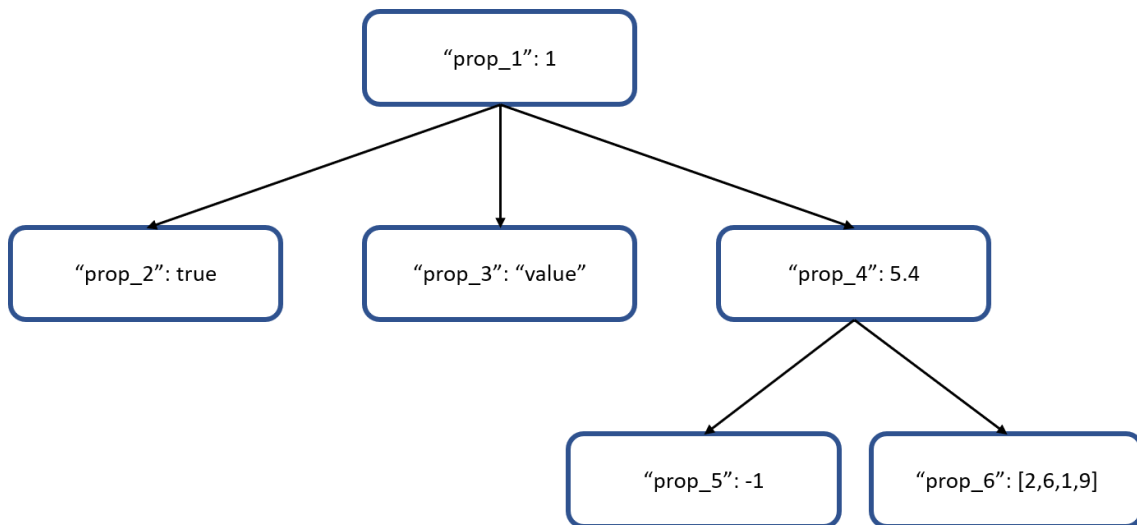 “prop_1”: 1
“prop_2”: true
“prop_3”: “value”
“prop_4”: 5.4
“prop_5”: -1
“prop_6”: [2,6,1,9]